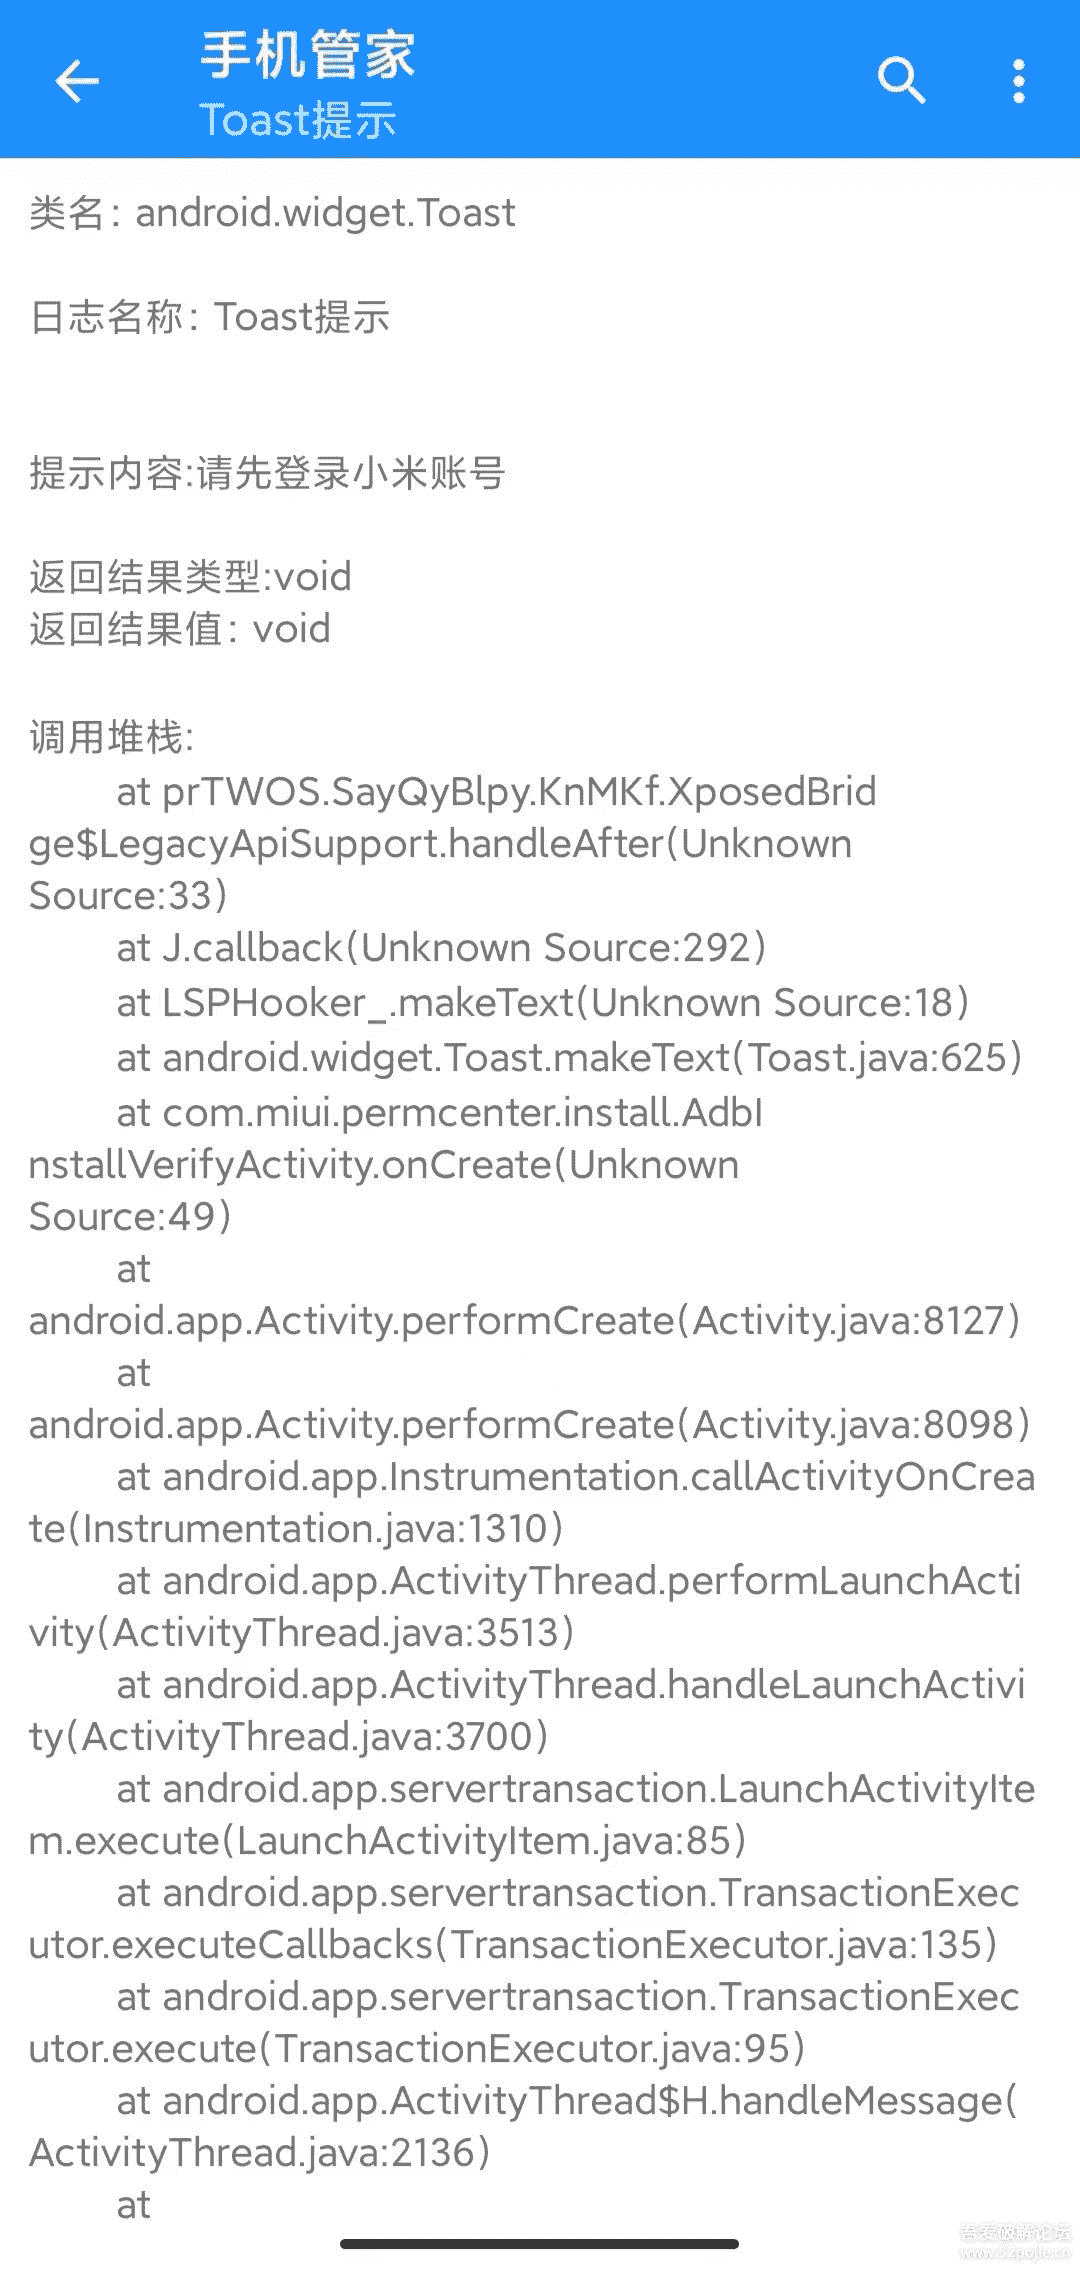 手机管家
Toast提示
类名: android.widget.Toast
日志名称: Toast提示
提示内容:请先登录小米账号
返回结果类型:void
返回结果值: void
调用堆栈:
at prTWOS.SayQyBlpy.KnMKf.XposedBrid
ge$LegacyApiSupport.handleAfter(Unknown
Source:33)
at J.callback(Unknown Source:292)
at LSPHooker_.makeText(Unknown Source:18)
at android.widget.Toast.makeText(Toast.java:625)
at com.miui.permcenter.install.AdbI
nstallVerifyActivity.onCreate(Unknown
Source:49)
at
android.app.Activity.performCreate(Activity.java:8127)
at
android.app.Activity.performCreate(Activity.java:8098)
at android.app.Instrumentation.callActivityOnCrea
te(Instrumentation.java:1310)
at android.app.ActivityThread.performLaunchActi
vity(ActivityThread.java:3513)
at android.app.ActivityThread.handleLaunchActivi
ty(ActivityThread.java:3700)
at android.app.servertransaction.LaunchActivityIte
m.execute(LaunchActivityItem.java:85)
at android.app.servertransaction.TransactionExec
utor.executeCallbacks(TransactionExecutor.java:135)
at android.app.servertransaction.TransactionExec
utor.execute(TransactionExecutor.java:95)
at android.app.ActivityThread$H.handleMessage(
ActivityThread.java:2136)
at
吾爱破解论坛
www.52pojie.cn